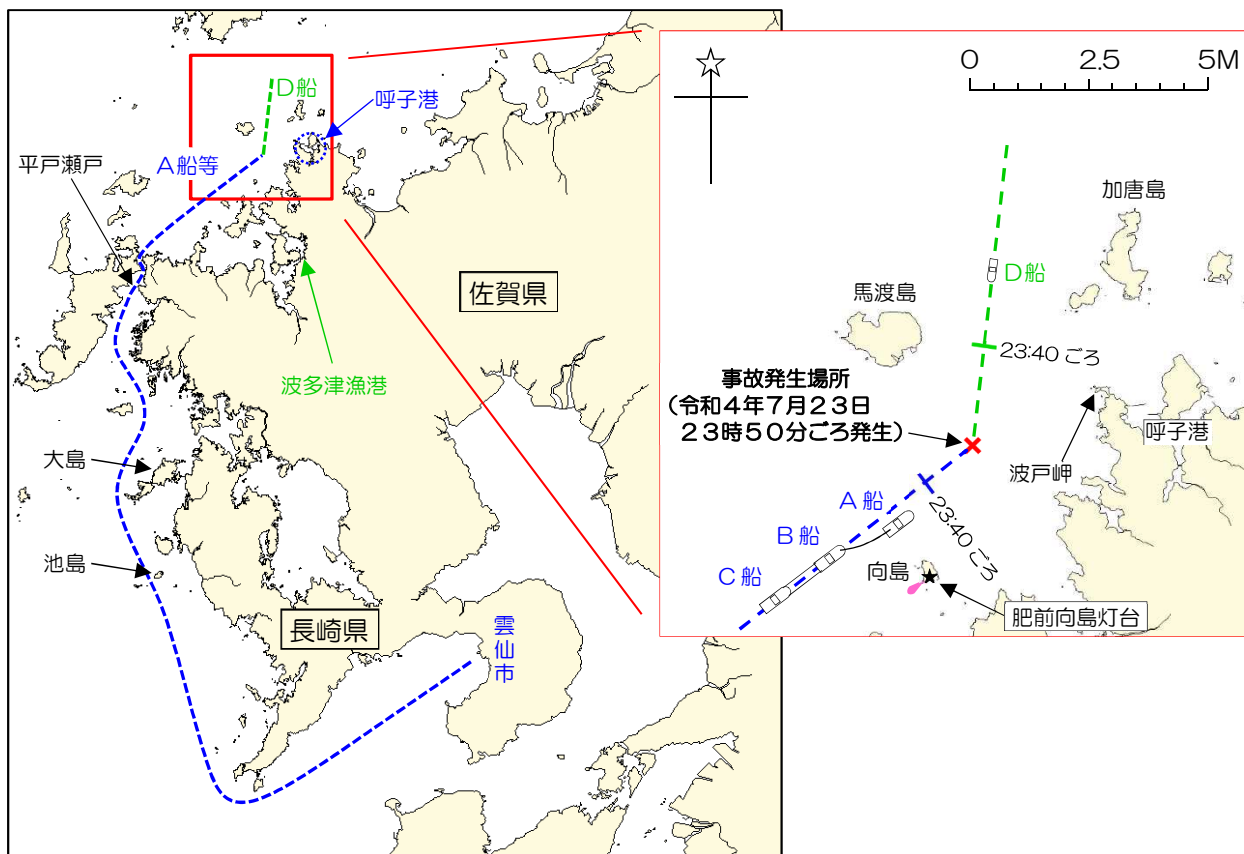 D船
呼子港
A船等
平戸瀬戸
佐賀県
波多津漁港
大島
池島
長崎県
雲仙市
0 2.5 5M
加唐島
D船
馬渡島
23:40ごろ
事故発生場所
(令和4年7月23日
23時50分ごろ発生)
呼子港
波戸岬
A船
23:40ごろ
B船
C船
向島
肥前向島灯台